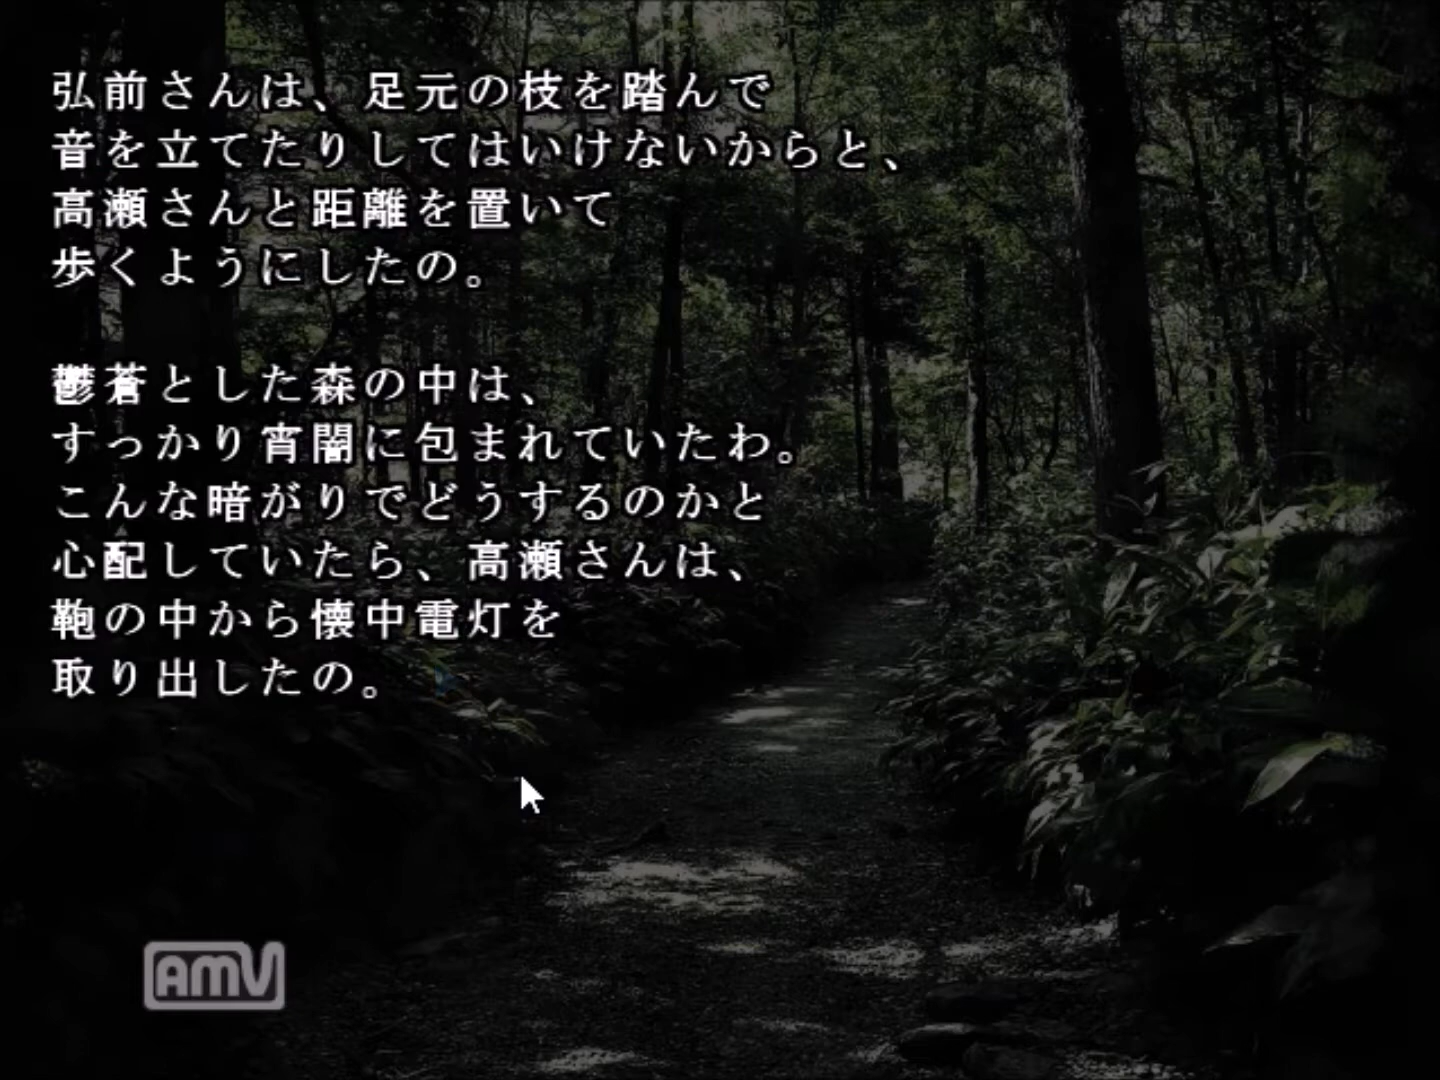 弘前さんは、足元の枝を踏んで
音を立てたりしてはいけないからと、
高瀬さんと距離を置いて
歩くようにしたの。
鬱蒼とした森の中は、
すっかり宵闇に包まれていたわ。
こんな暗がりでどうするのかと
心配していたら、高瀬さんは、
鞄の中から懐中電灯を
取り出したの。
AMV